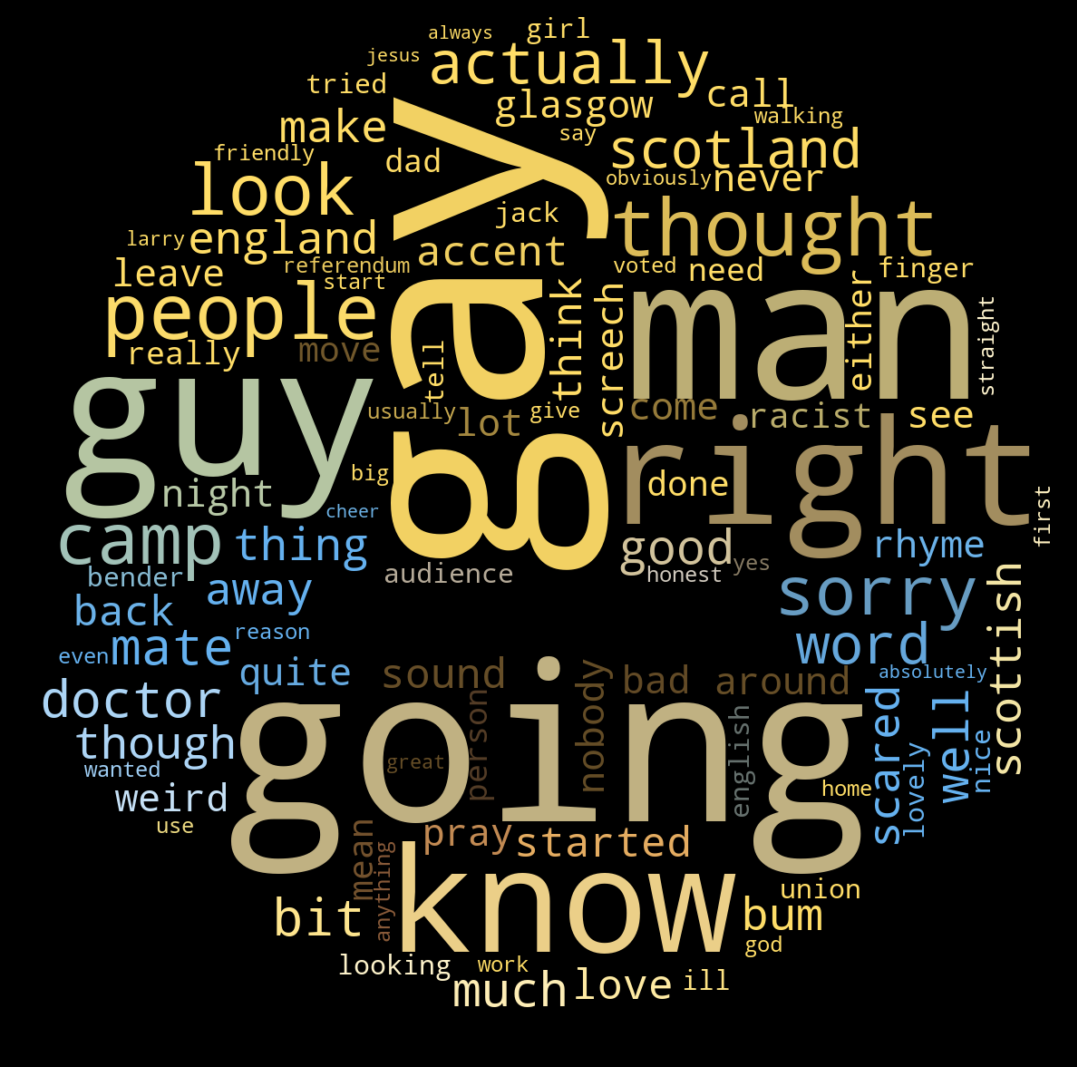 always
girl
jesus
actually
tried
glasgow
call
walking
make
say
scotland
friendly
dad
obviously
never
look
jack
thought
larry
england
accent
referendum
voted
need
finger
leave
start
people
gay
think
screech
man
either
straight
really
move
tell
guy
usually
lot
give
come
racist
see
right
big
done
night
first
cheer
camp
thing
good
rhyme
bender
audience
honest
yes
away
sorry
back
mate
reason
word
scottish
even
quite
sound
person
nobody
bad
around
absolutely
doctor
going
english
scared
well
though
great
lovely
nice
wanted
home
weird
use
mean
anything
pray
started
know
bit
union
bum
god
looking
work
much
love
ill